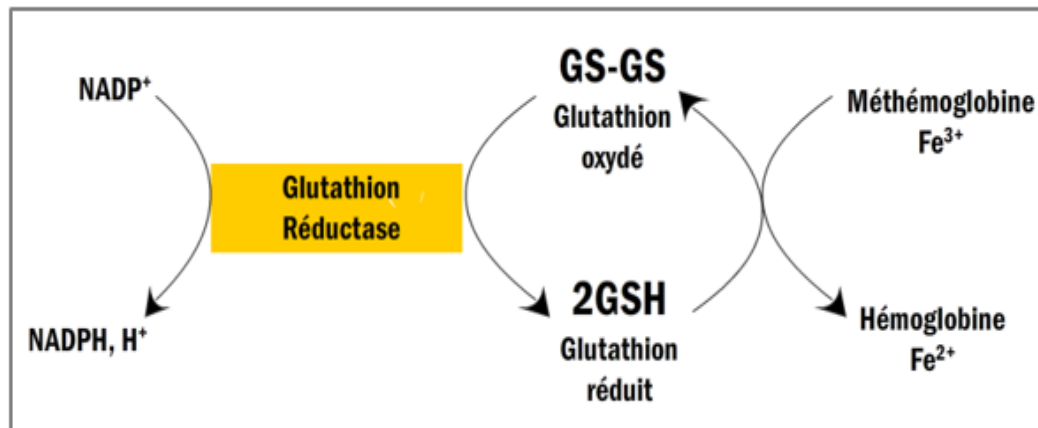 NADP⁺
NADPH, H⁺
Glutathion
Réductase
GS-GS
Glutathion
oxydé
2GSH
Glutathion
réduit
Méthémoglobine
Fe³⁺
Hémoglobine
Fe²⁺